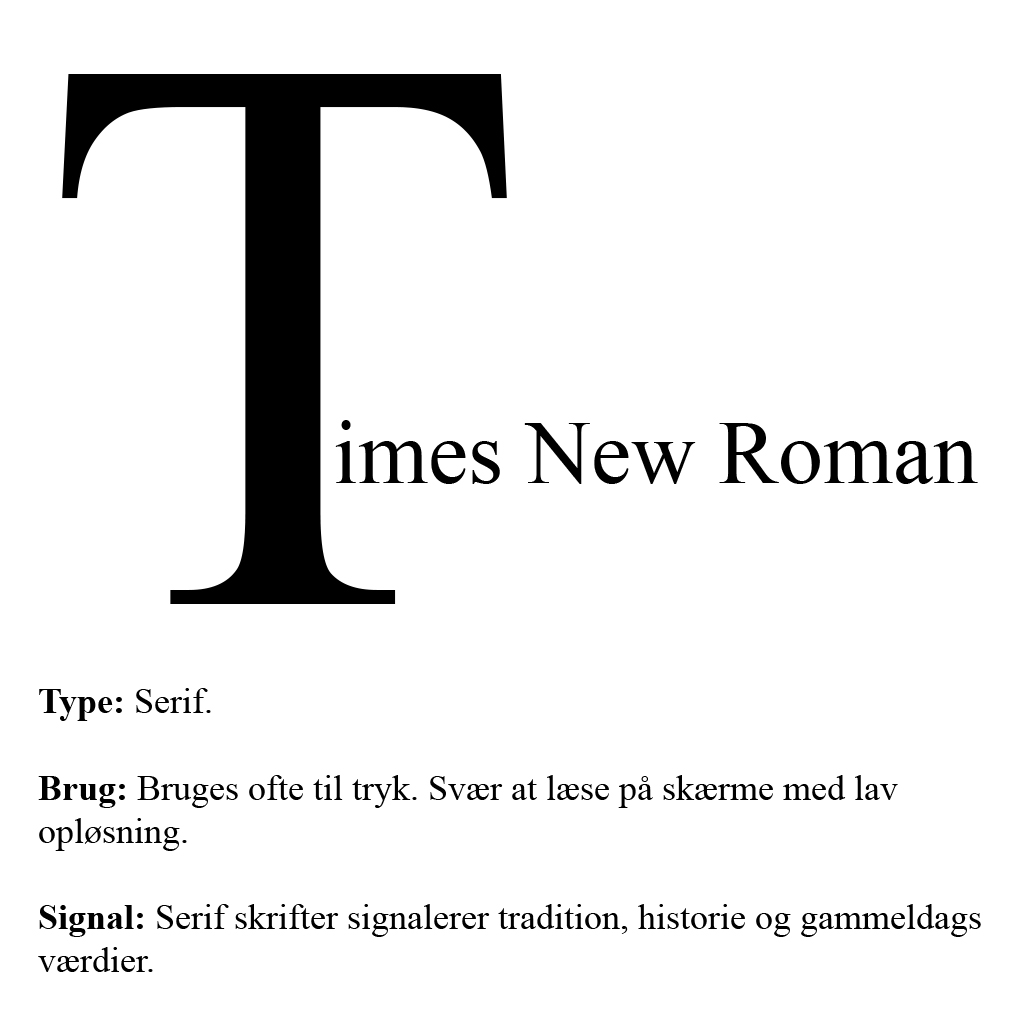 Times New Roman
Type: Serif.
Brug: Bruges ofte til tryk. Svær at læse på skærme med lav
opløsning.
Signal: Serif skrifter signalerer tradition, historie og gammeldags
værdier.